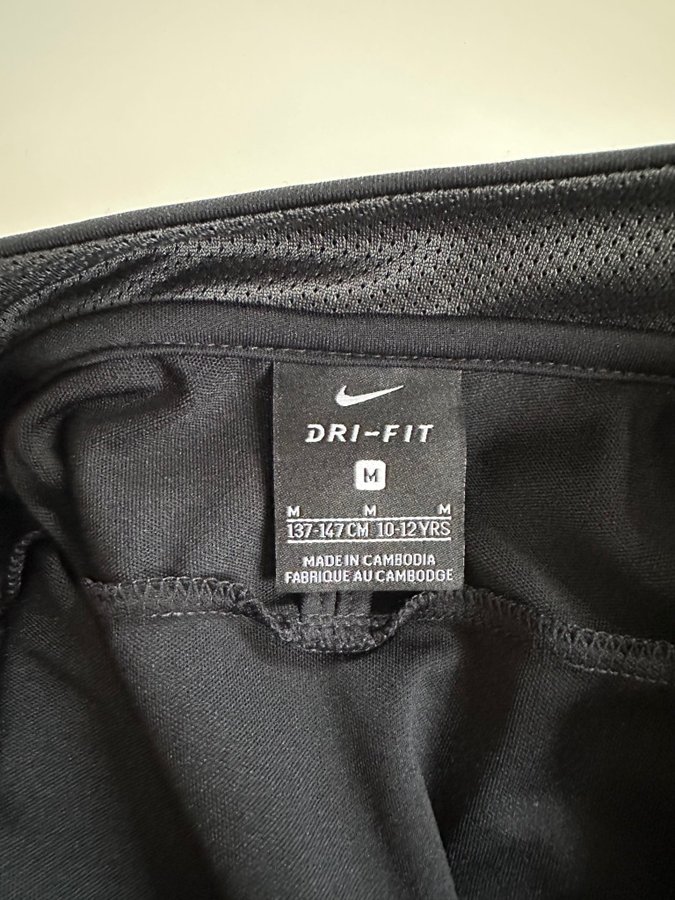 DRI-FIT
M
M M M
137-147 CM 10-12 YRS
MADE IN CAMBODIA
FABRIQUE AU CAMBODGE